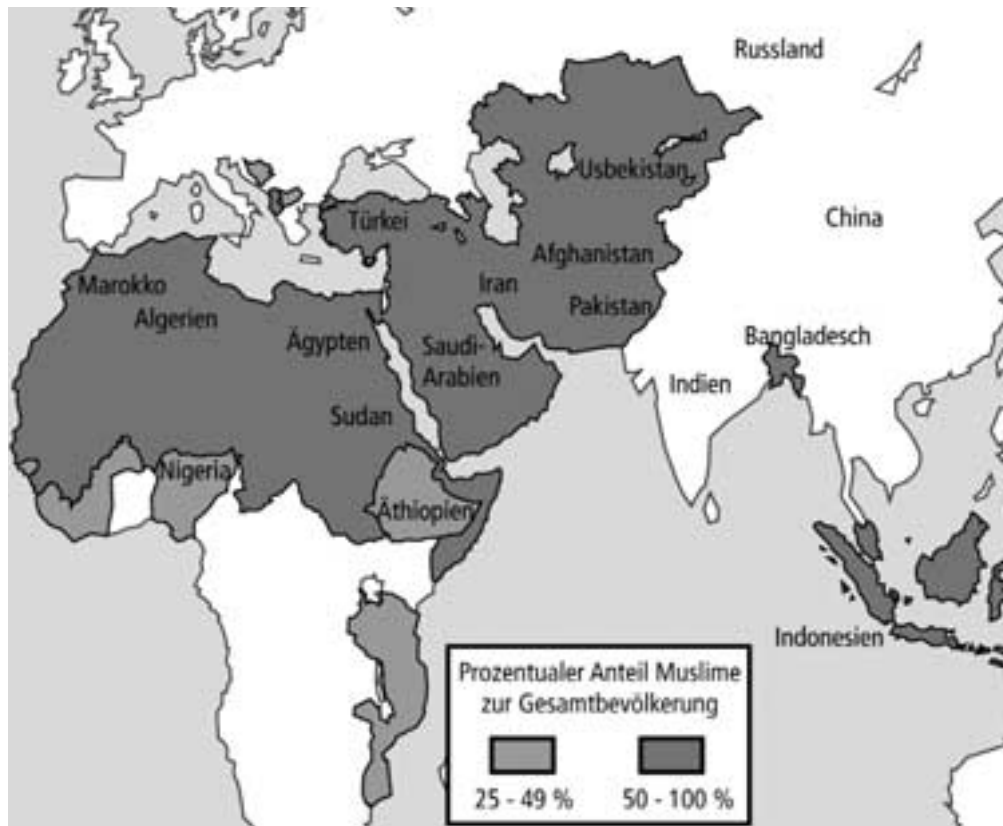 Russland
Usbekistan
China
Türkei
Afghanistan
Iran
Marokko
Pakistan
Algerien
Bangladesch
Ägypten
Saudi-
Arabien
Indien
Sudan
Nigeria
Äthiopien
Indonesien
Prozentualer Anteil Muslime
zur Gesamtbevölkerung
25 - 49 %
50 - 100 %